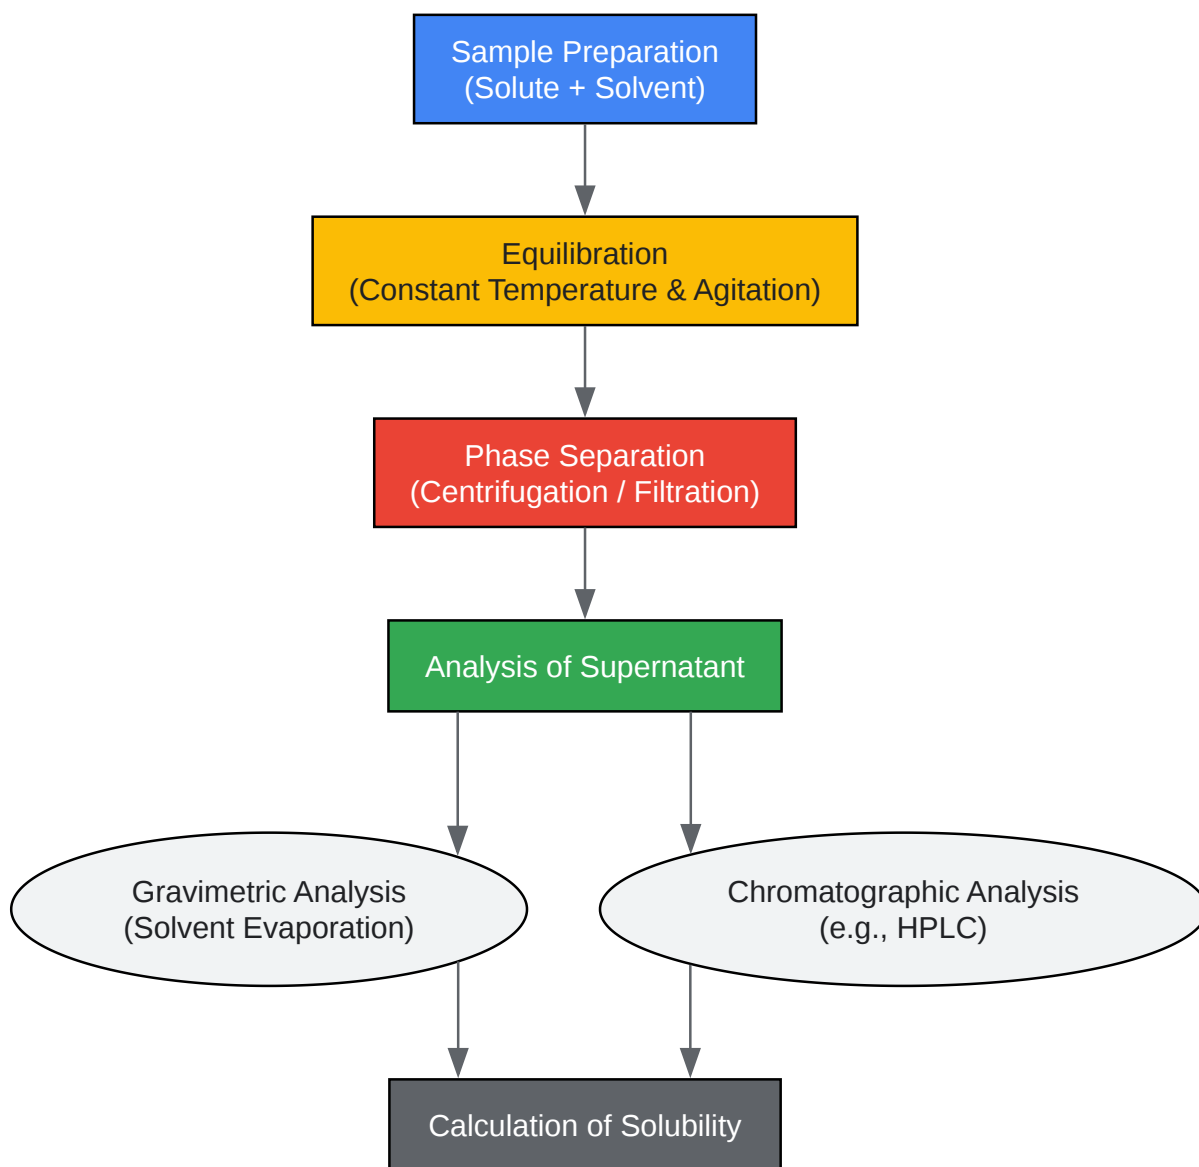 Sample Preparation
(Solute + Solvent)
Equilibration
(Constant Temperature & Agitation)
Phase Separation
(Centrifugation / Filtration)
Analysis of Supernatant
Gravimetric Analysis
(Solvent Evaporation)
Chromatographic Analysis
(e.g., HPLC)
Calculation of Solubility